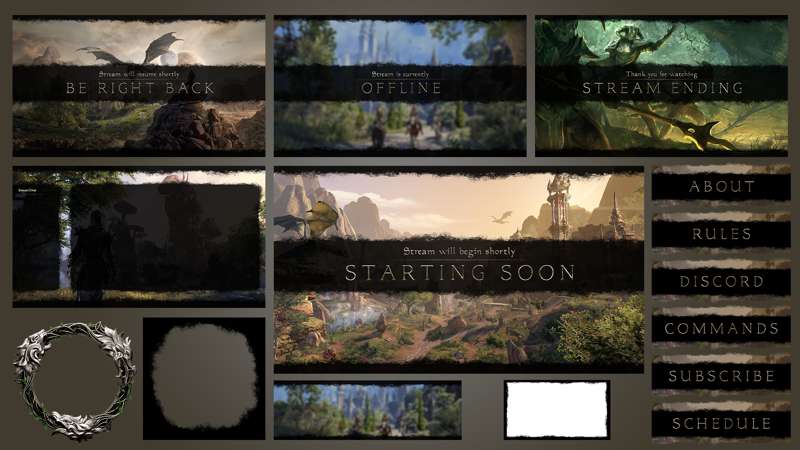 Stream will resume shortly
BE RIGHT BACK
Stream is currently
OFFLINE
Thank you for watching
STREAM ENDING
Stream will begin shortly
STARTING SOON
ABOUT
RULES
DISCORD
COMMANDS
SUBSCRIBE
SCHEDULE